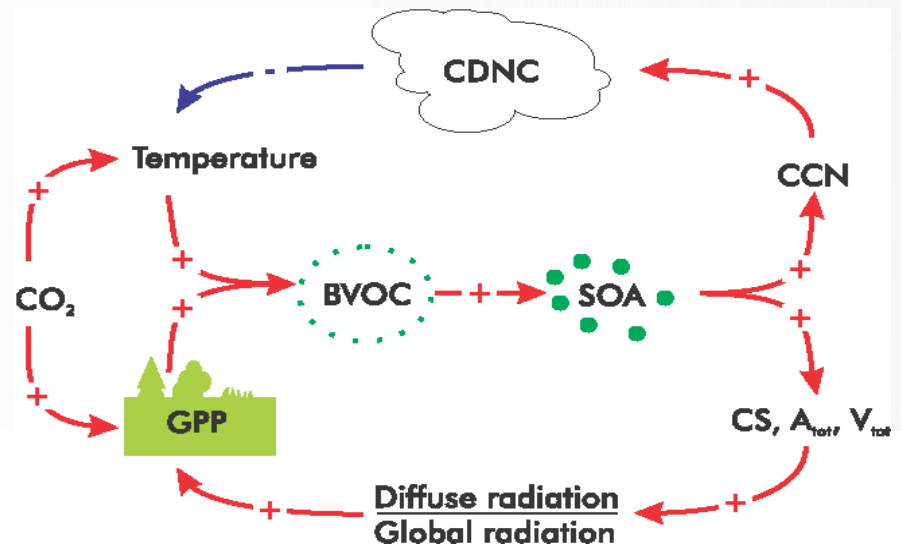 CDNC
-
Temperature
+
CCN
+
+
+
CO₂
BVOC
+
SOA
+
+
+
+
GPP
CS, Aₜₒₜ, Vₜₒₜ
+
Diffuse radiation
+
Global radiation